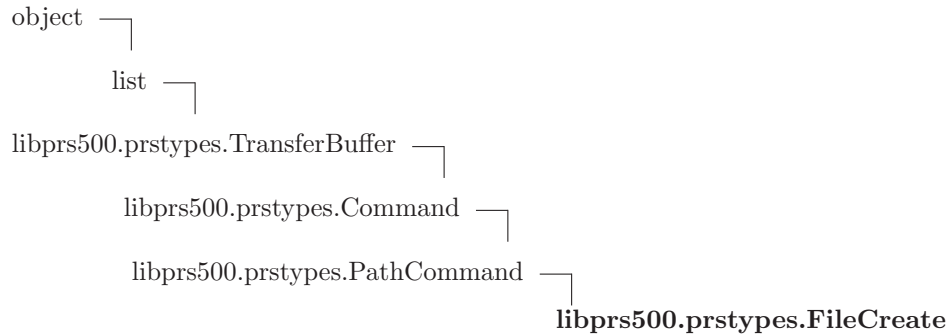 object
list
libprs500.prstypes.TransferBuffer
libprs500.prstypes.Command
libprs500.prstypes.PathCommand
libprs500.prstypes.FileCreate